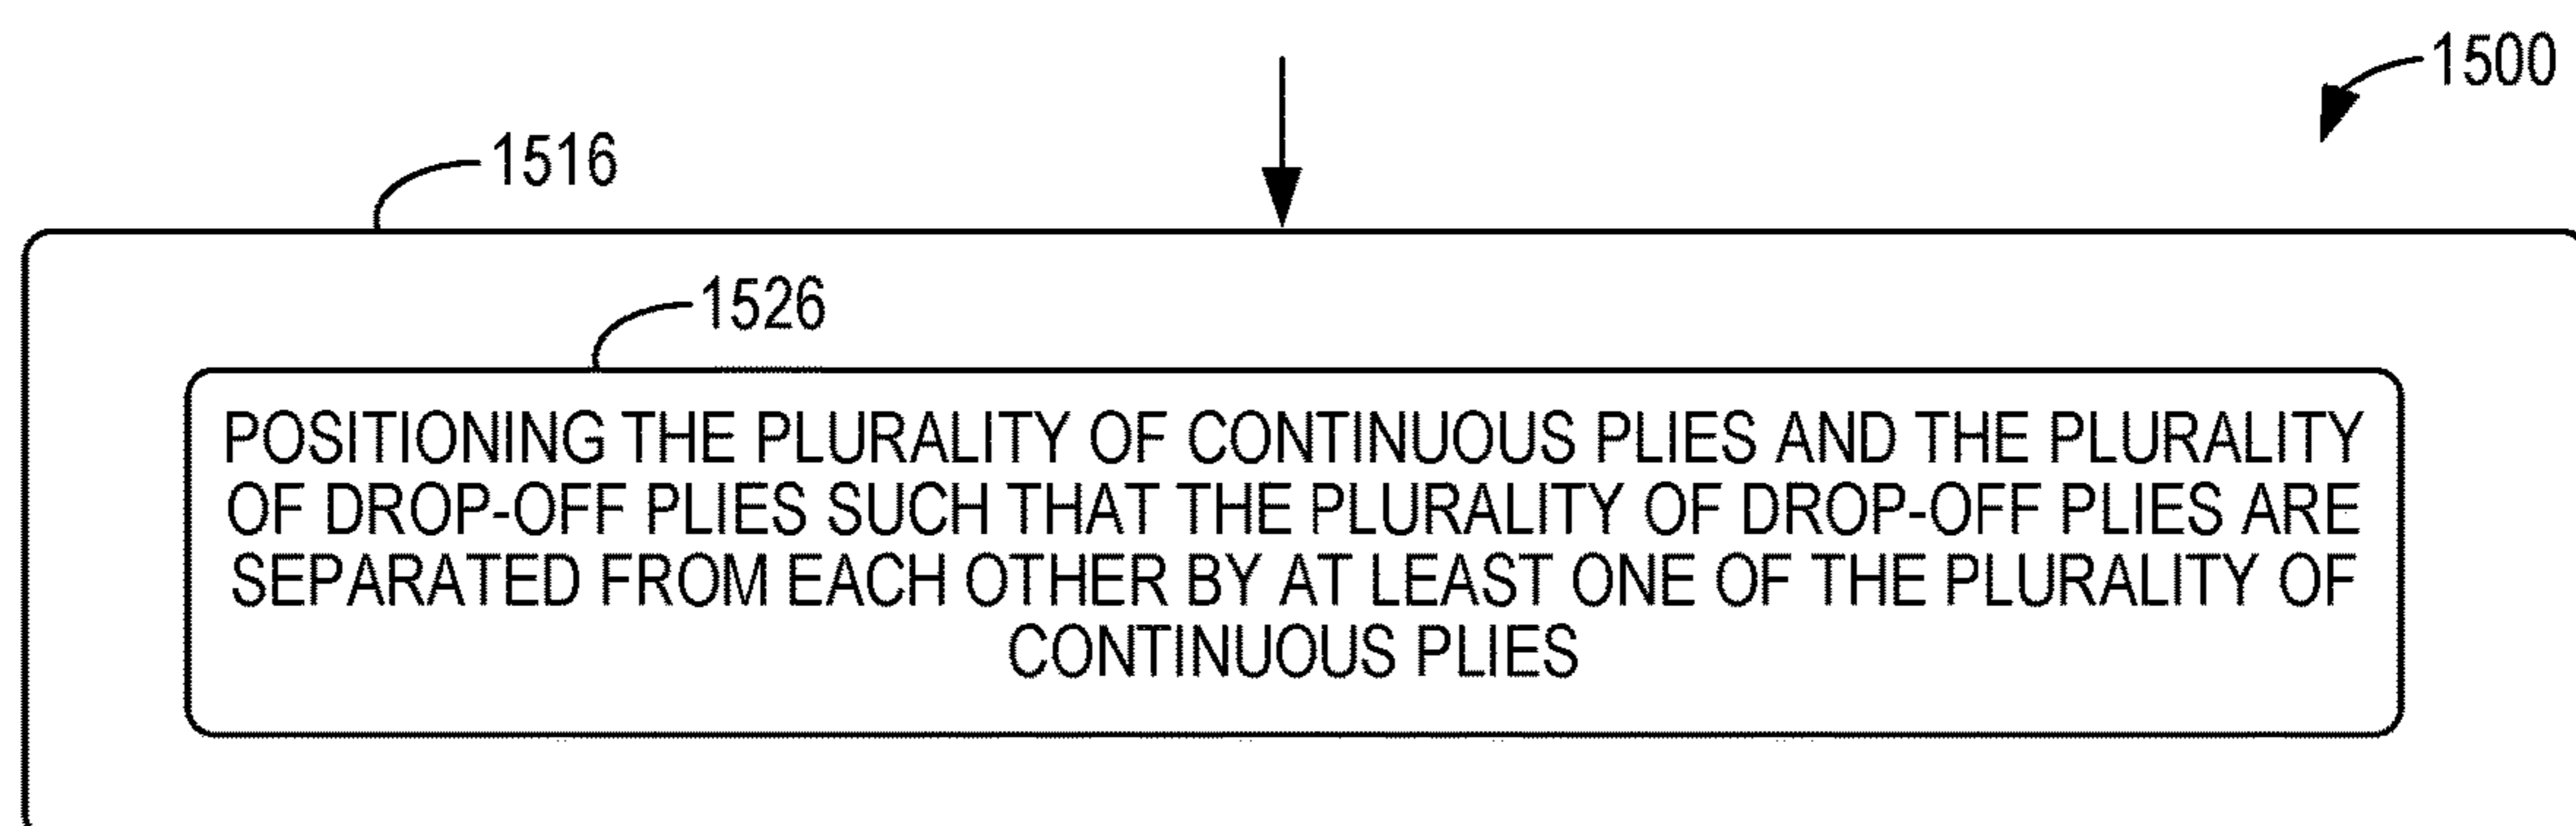 1500
1516
1526
POSITIONING THE PLURALITY OF CONTINUOUS PLIES AND THE PLURALITY
OF DROP-OFF PLIES SUCH THAT THE PLURALITY OF DROP-OFF PLIES ARE
SEPARATED FROM EACH OTHER BY AT LEAST ONE OF THE PLURALITY OF
CONTINUOUS PLIES